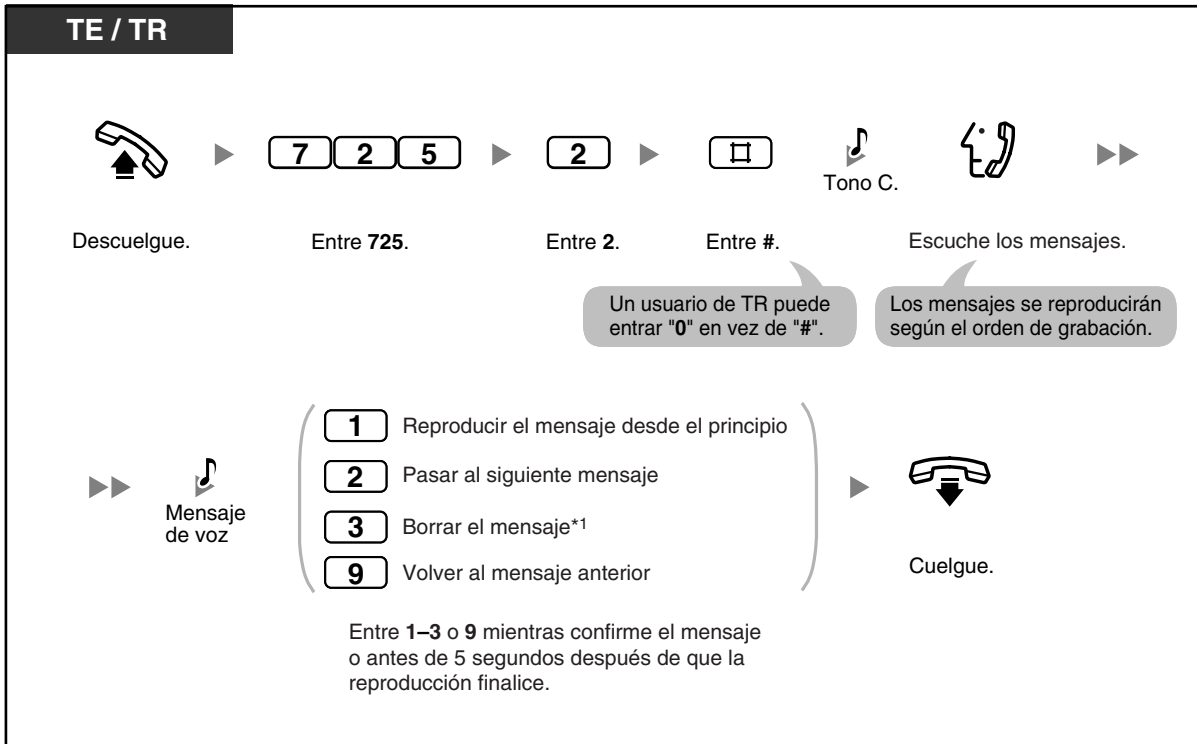 TE / TR
7 2 5
2
#
Tono C.
Descuelgue.
Entre 725.
Entre 2.
Entre #.
Escuche los mensajes.
Un usuario de TR puede
entrar "0" en vez de "#".
Los mensajes se reproducirán
según el orden de grabación.
Mensaje
de voz
1 Reproducir el mensaje desde el principio
2 Pasar al siguiente mensaje
3 Borrar el mensaje*1
9 Volver al mensaje anterior
Cuelgue.
Entre 1–3 o 9 mientras confirme el mensaje
o antes de 5 segundos después de que la
reproducción finalice.